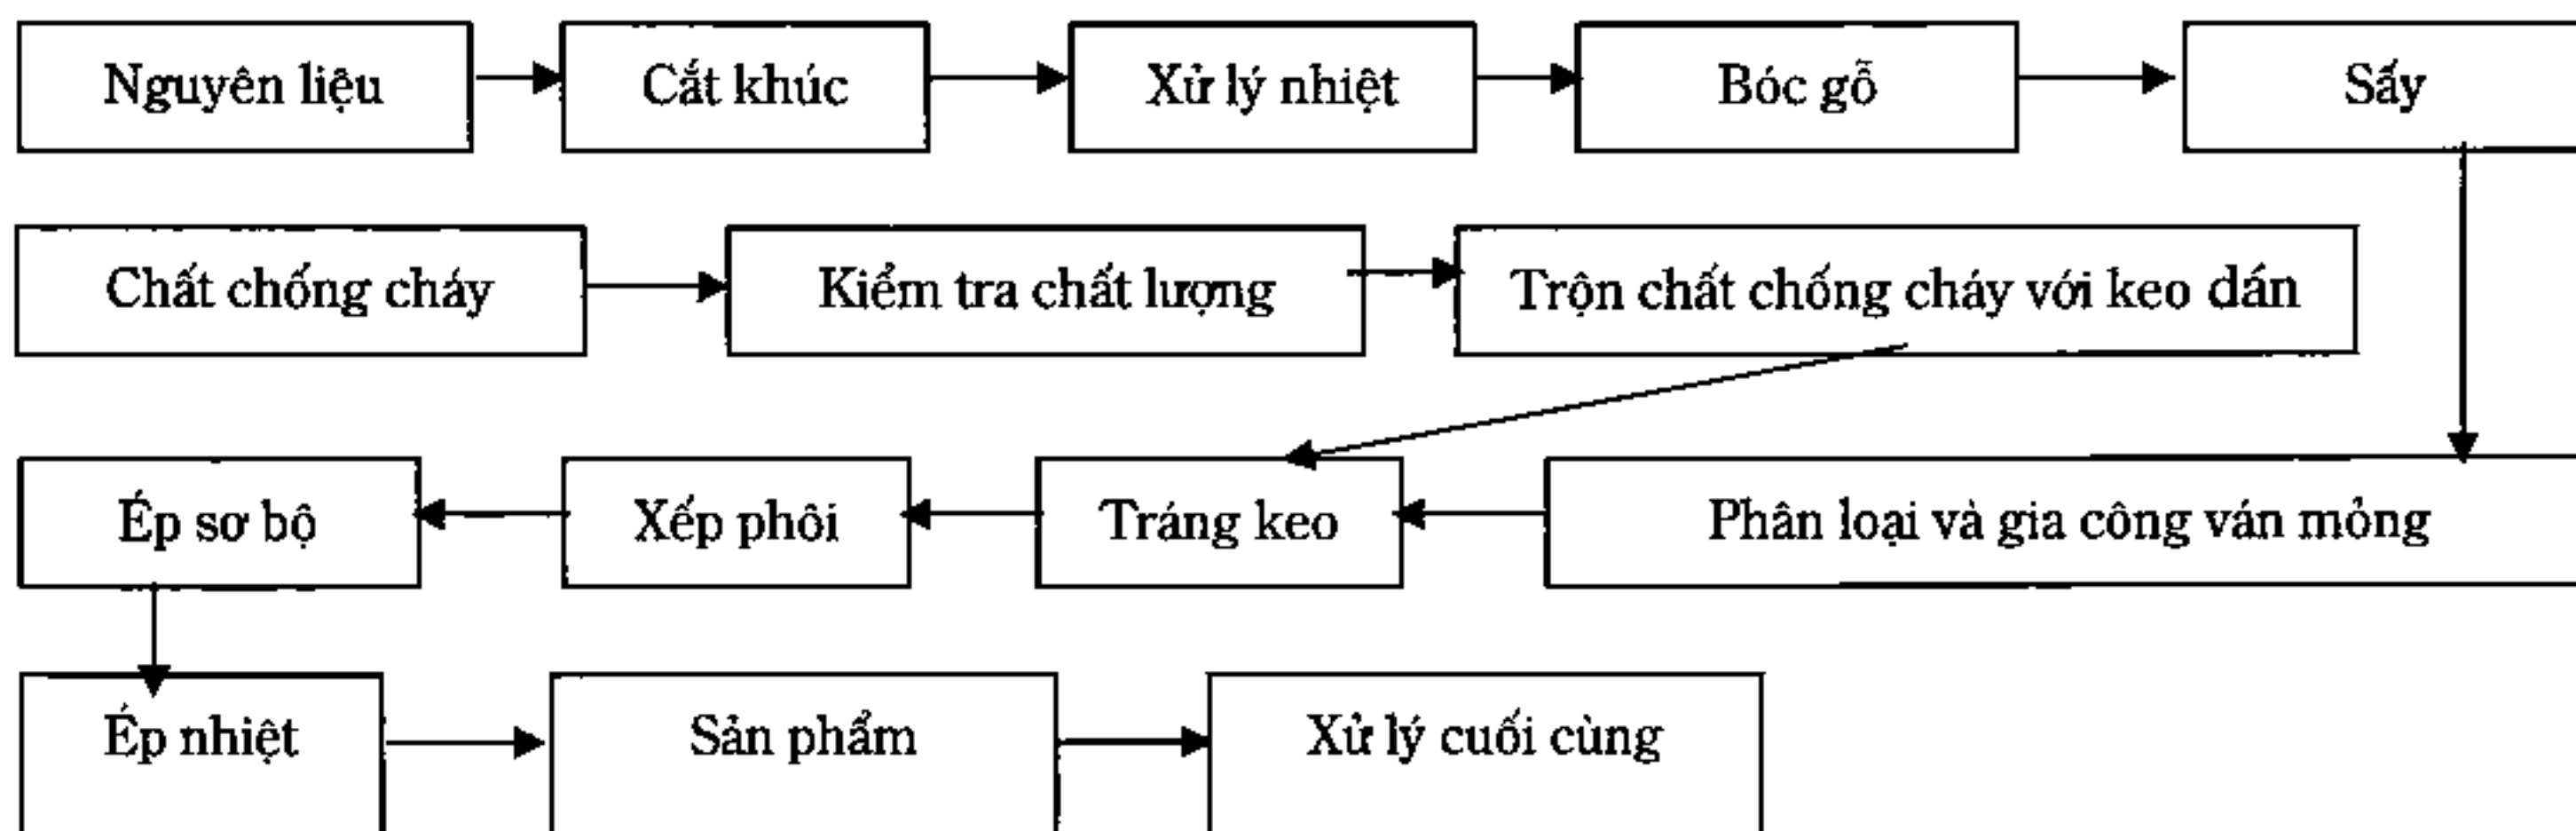 Nguyên liệu Cắt khúc Xử lý nhiệt Bóc gỗ Sấy
Chất chống cháy Kiểm tra chất lượng Trộn chất chống cháy với keo dán
Ép sơ bộ Xếp phôi Tráng keo Phân loại và gia công ván mỏng
Ép nhiệt Sản phẩm Xử lý cuối cùng